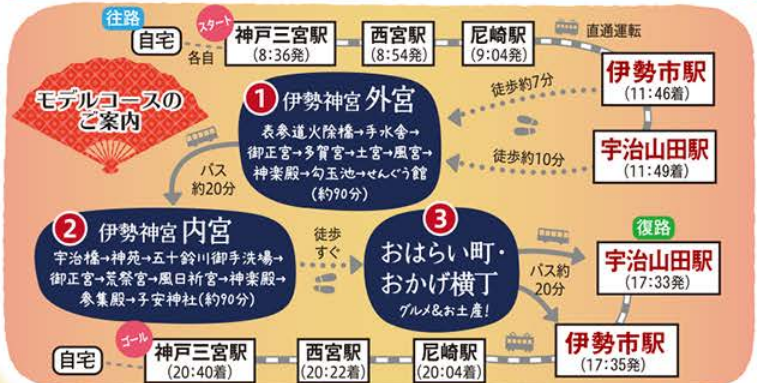 往路
自宅
各自
スタート
神戸三宮駅
(8:36発)
西宮駅
(8:54発)
尼崎駅
(9:04発)
直通運転
伊勢市駅
(11:46着)
宇治山田駅
(11:49着)
モデルコースの
ご案内
徒歩約7分
徒歩約10分
1 伊勢神宮 外宮
表参道火除橋→手水舎→
御正宮→多賀宮→土宮→風宮→
神楽殿→勾玉池→せんぐう館
(約90分)
バス
約20分
2 伊勢神宮 内宮
宇治橋→神苑→五十鈴川御手洗場→
御正宮→荒祭宮→風日祈宮→神楽殿→
参集殿→子安神社(約90分)
徒歩
すぐ
3
おはらい町・
おかげ横丁
グルメ&お土産!
バス約
20分
復路
宇治山田駅
(17:33発)
伊勢市駅
(17:35発)
尼崎駅
(20:04着)
西宮駅
(20:22着)
神戸三宮駅
(20:40着)
ゴール
自宅